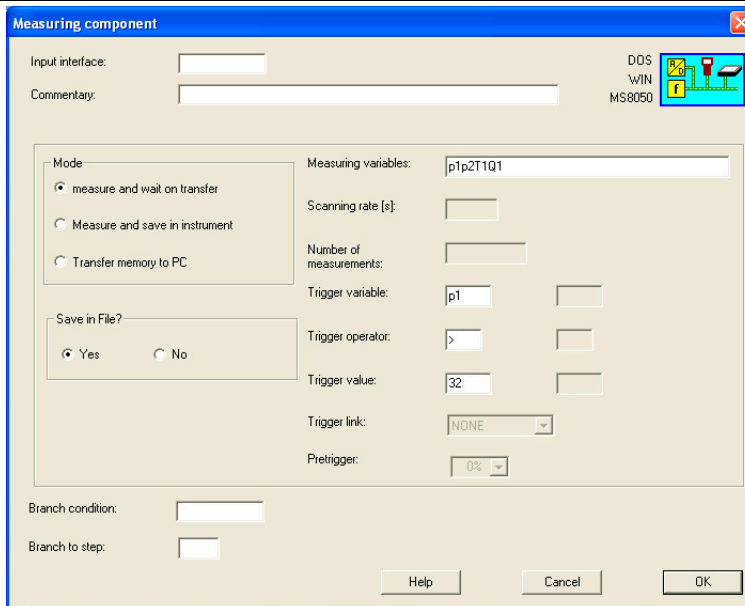 Measuring component
Input interface:
Commentary:
DOS
WIN
MS8050
A/D
f
Mode
measure and wait on transfer
Measure and save in instrument
Transfer memory to PC
Save in File?
Yes No
Measuring variables: p1p2T1Q1
Scanning rate [s]:
Number of
measurements:
Trigger variable: p1
Trigger operator: >
Trigger value: 32
Trigger link: NONE
Pretrigger: 0%
Branch condition:
Branch to step:
Help Cancel OK